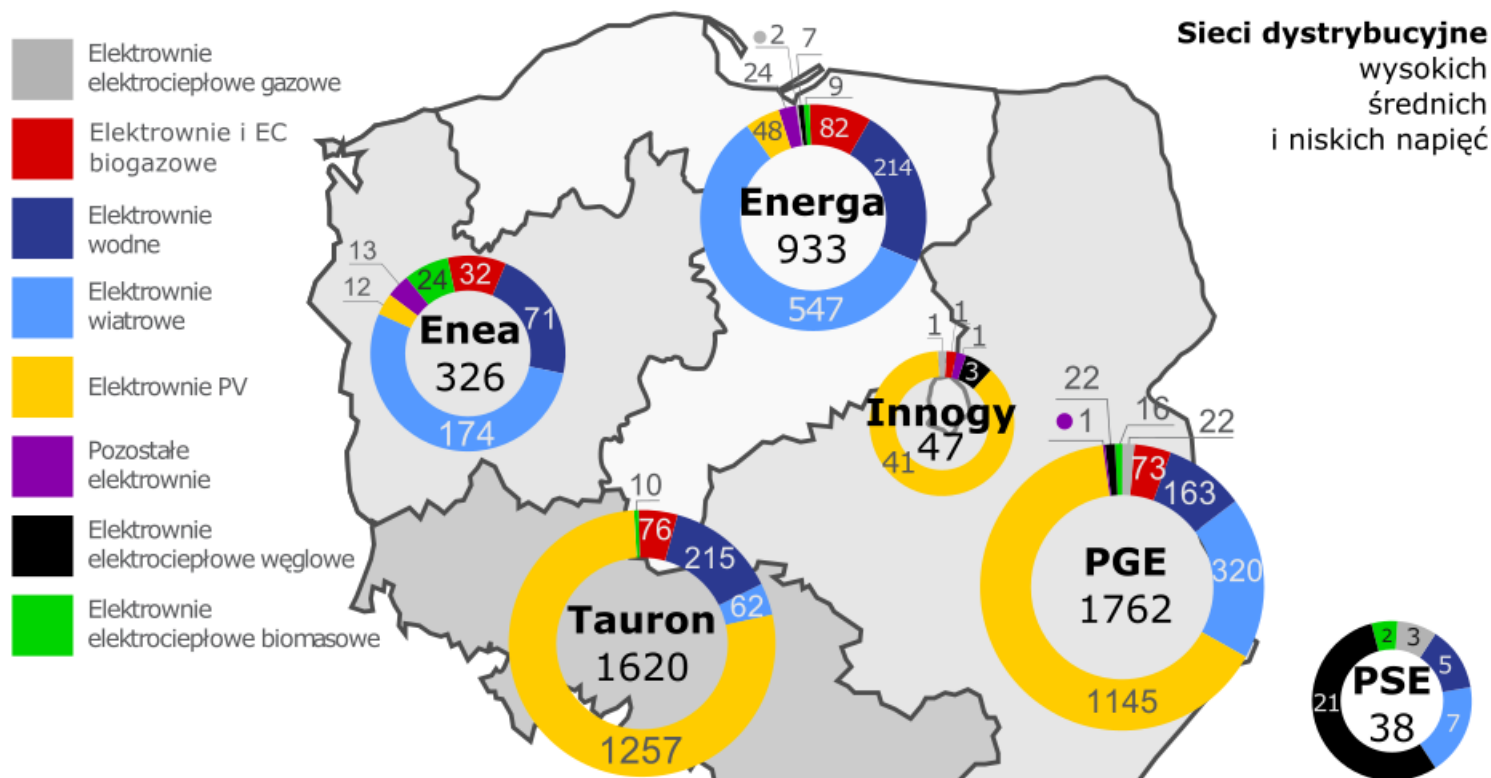 Elektrownie
elektrociepłowe gazowe
Elektrownie i EC
biogazowe
Elektrownie
wodne
Elektrownie
wiatrowe
Elektrownie PV
Pozostałe
elektrownie
Elektrownie
elektrociepłowe węglowe
Elektrownie
elektrociepłowe biomasowe
Sieci dystrybucyjne
wysokich
średnich
i niskich napięć
2 7
24
9
48
82
214
Energa
933
547
13
12
24
32
71
Enea
326
174
1
1
1
3
Innogy
47
41
22
1
16
22
73
163
320
PGE
1762
1145
10
76
215
62
Tauron
1620
1257
2
3
5
21
PSE
38
7